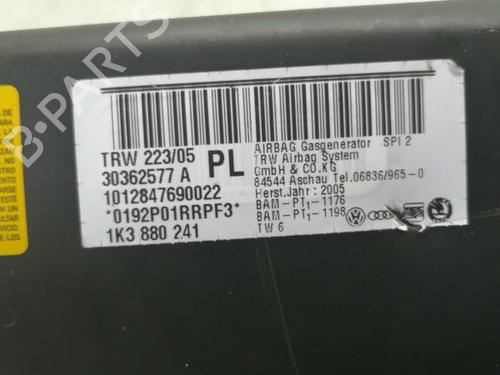 B-PARTS
TRW 223/05
30362577 A
1012847690022
*0192P01RRPF3*
1K3 880 241
PL
AIRBAG Gasgenerator SPI 2
TRW Airbag System
GmbH & CO.KG
84544 Aschau Tel.06836/965-0
Herst.Jahr: 2005
BAM-PT1-1176
BAM-PT1-1198
TW 6